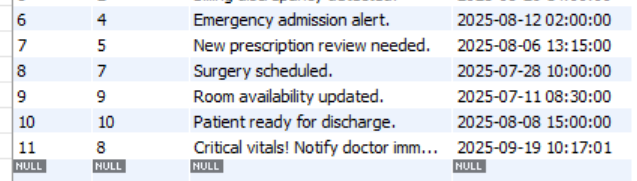 6 4 Emergency admission alert. 2025-08-12 02:00:00
7 5 New prescription review needed. 2025-08-06 13:15:00
8 7 Surgery scheduled. 2025-07-28 10:00:00
9 9 Room availability updated. 2025-07-11 08:30:00
10 10 Patient ready for discharge. 2025-08-08 15:00:00
11 8 Critical vitals! Notify doctor imm... 2025-09-19 10:17:01
NULL NULL NULL NULL